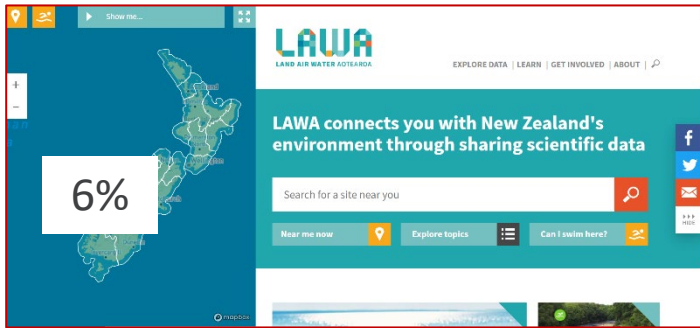 Show me...
+
−
6%
mapbox
LAWA
LAND AIR WATER AOTEAROA
EXPLORE DATA | LEARN | GET INVOLVED | ABOUT |
LAWA connects you with New Zealand's
environment through sharing scientific data
Search for a site near you
Near me now
Explore topics
Can I swim here?
HIDE